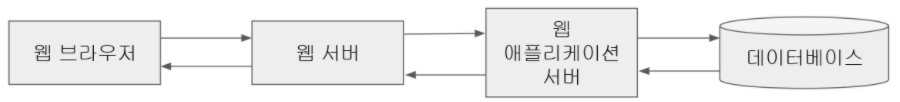 웹 브라우저
웹 서버
웹
애플리케이션
서버
데이터베이스